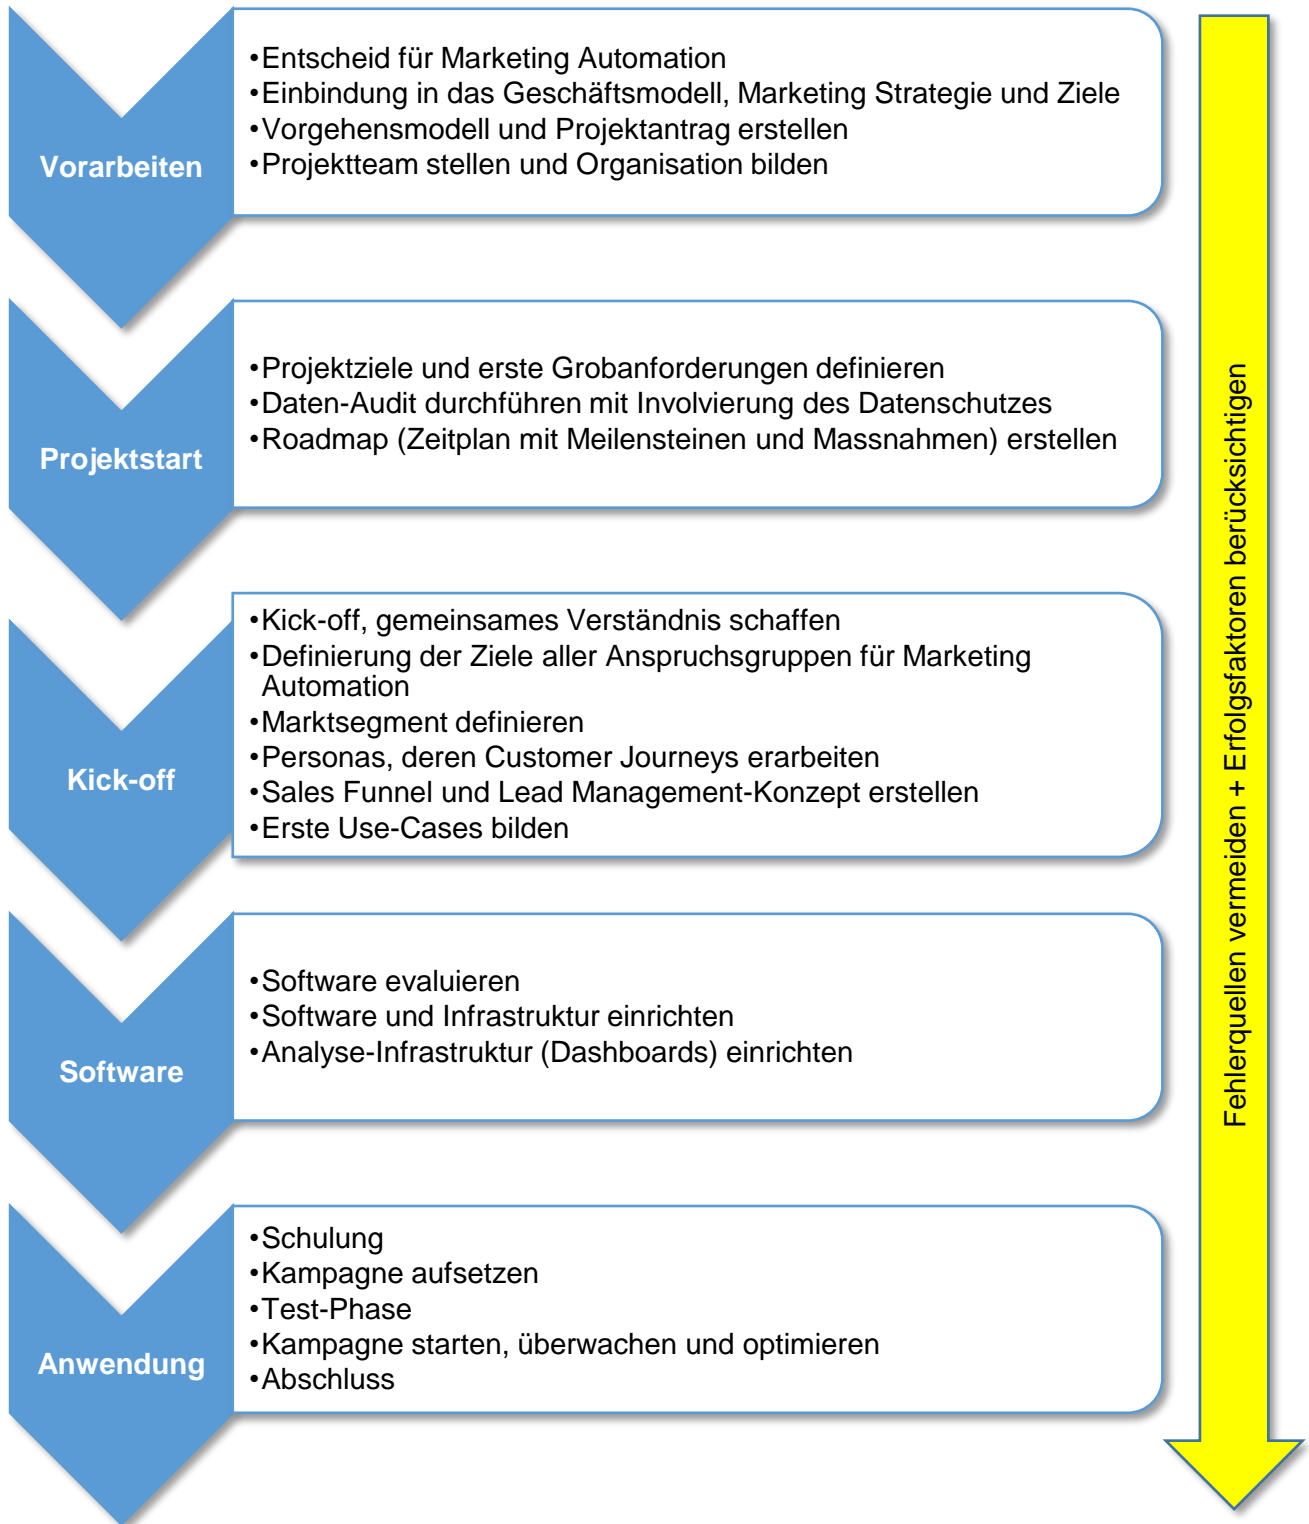 Vorarbeiten
•Entscheid für Marketing Automation
•Einbindung in das Geschäftsmodell, Marketing Strategie und Ziele
•Vorgehensmodell und Projektantrag erstellen
•Projektteam stellen und Organisation bilden
Projektstart
•Projektziele und erste Grobanforderungen definieren
•Daten-Audit durchführen mit Involvierung des Datenschutzes
•Roadmap (Zeitplan mit Meilensteinen und Massnahmen) erstellen
Kick-off
•Kick-off, gemeinsames Verständnis schaffen
•Definierung der Ziele aller Anspruchsgruppen für Marketing
Automation
•Marktsegment definieren
•Personas, deren Customer Journeys erarbeiten
•Sales Funnel und Lead Management-Konzept erstellen
•Erste Use-Cases bilden
Software
•Software evaluieren
•Software und Infrastruktur einrichten
•Analyse-Infrastruktur (Dashboards) einrichten
Anwendung
•Schulung
•Kampagne aufsetzen
•Test-Phase
•Kampagne starten, überwachen und optimieren
•Abschluss
Fehlerquellen vermeiden + Erfolgsfaktoren berücksichtigen